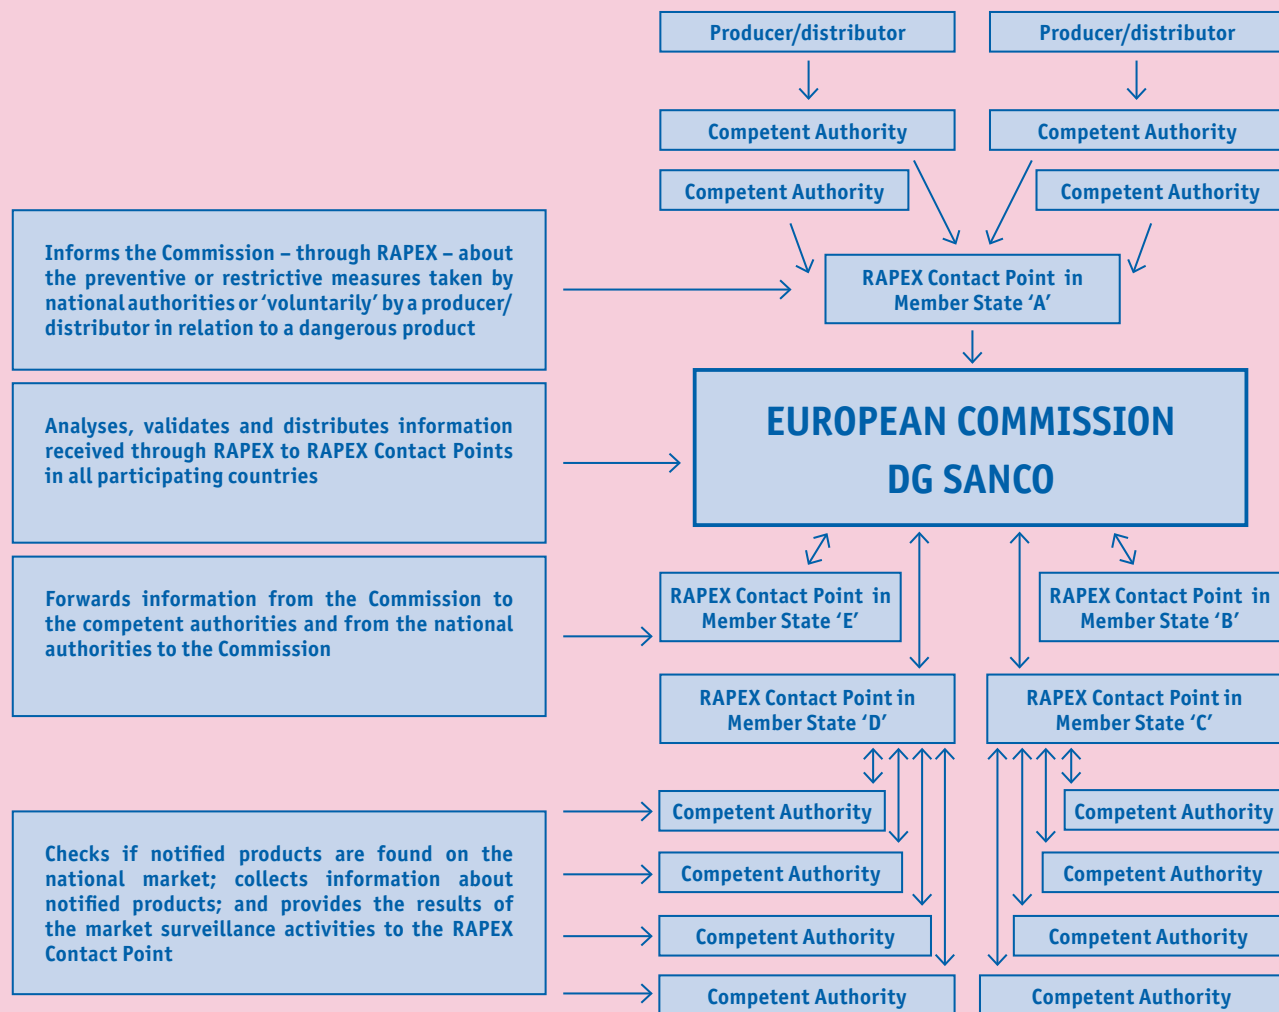 Producer/distributor
Producer/distributor
Competent Authority
Competent Authority
Competent Authority
Competent Authority
Informs the Commission – through RAPEX – about
the preventive or restrictive measures taken by
national authorities or ‘voluntarily’ by a producer/
distributor in relation to a dangerous product
RAPEX Contact Point in
Member State ‘A’
Analyses, validates and distributes information
received through RAPEX to RAPEX Contact Points
in all participating countries
EUROPEAN COMMISSION
DG SANCO
Forwards information from the Commission to
the competent authorities and from the national
authorities to the Commission
RAPEX Contact Point in
Member State ‘E’
RAPEX Contact Point in
Member State ‘B’
RAPEX Contact Point in
Member State ‘D’
RAPEX Contact Point in
Member State ‘C’
Checks if notified products are found on the
national market; collects information about
notified products; and provides the results of
the market surveillance activities to the RAPEX
Contact Point
Competent Authority
Competent Authority
Competent Authority
Competent Authority
Competent Authority
Competent Authority
Competent Authority
Competent Authority